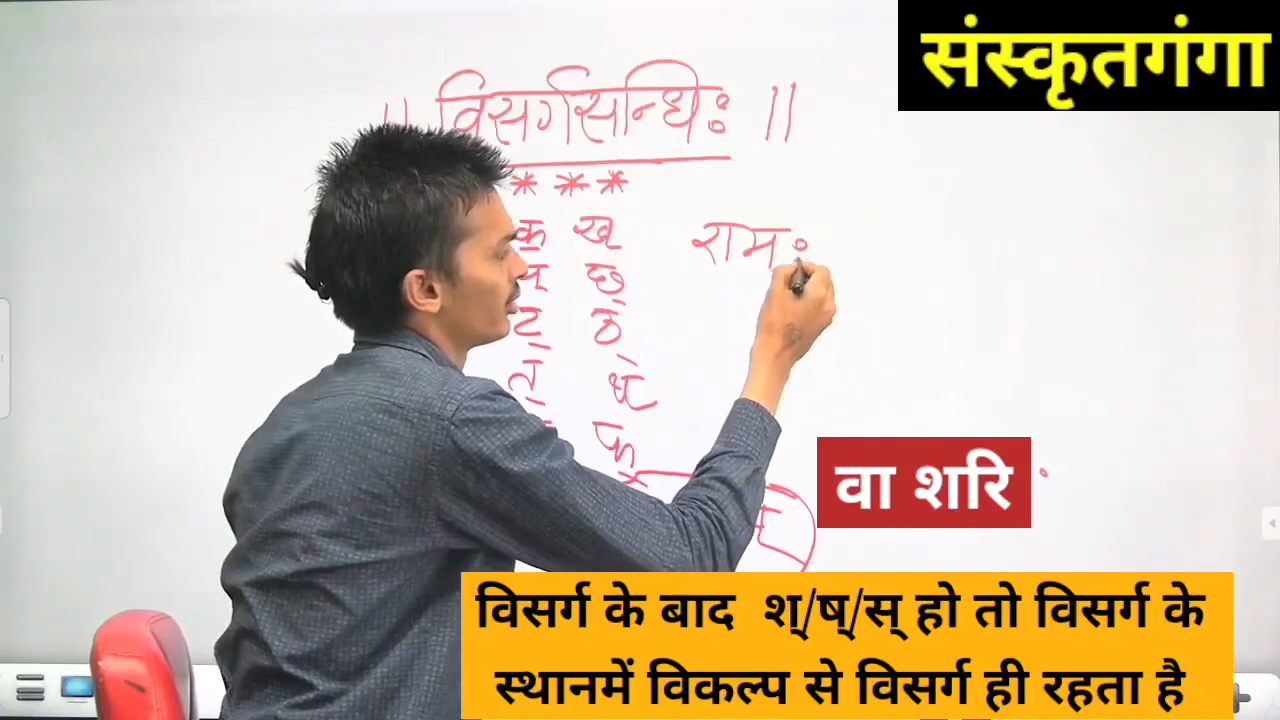 संस्कृतगंगा
|| विसर्गसन्धिः ||
* * *
क् ख्
च् छ्
ट् ठ्
त् थ्
फ्
रामः
वा शरि
विसर्ग के बाद श्/ष्/स् हो तो विसर्ग के
स्थानमें विकल्प से विसर्ग ही रहता है